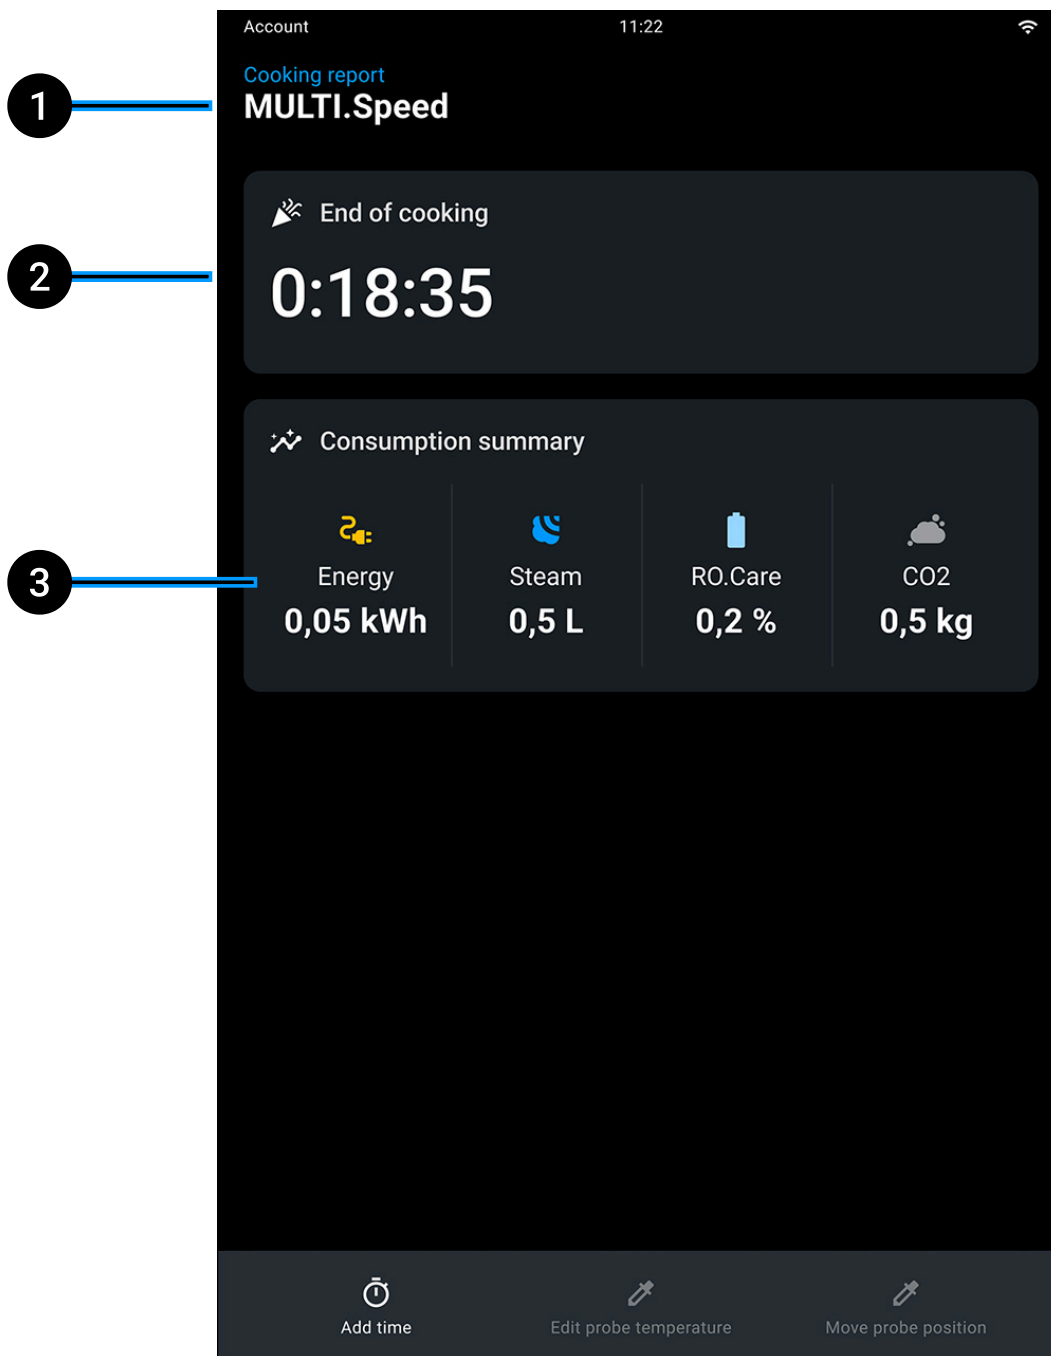 Account 11:22
Cooking report
1
MULTI.Speed
End of cooking
2
0:18:35
Consumption summary
3
Energy Steam RO.Care CO2
0,05 kWh 0,5 L 0,2 % 0,5 kg
Add time Edit probe temperature Move probe position